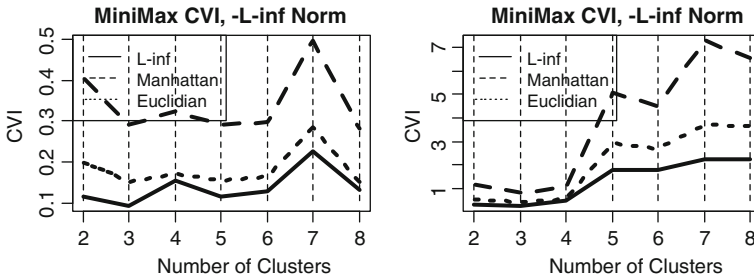 MiniMax CVI, -L-inf Norm
CVI
0.5
0.4
0.3
0.2
0.1
L-inf
Manhattan
Euclidian
2 3 4 5 6 7 8
Number of Clusters
MiniMax CVI, -L-inf Norm
CVI
7
5
3
1
L-inf
Manhattan
Euclidian
2 3 4 5 6 7 8
Number of Clusters